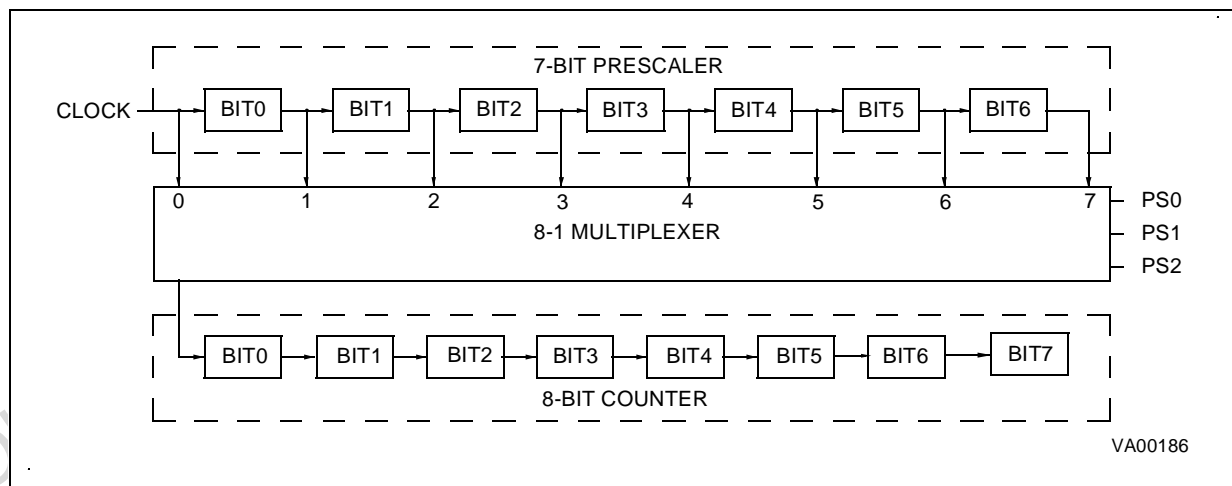 7-BIT PRESCALER
CLOCK BIT0 BIT1 BIT2 BIT3 BIT4 BIT5 BIT6
0 1 2 3 4 5 6 7 PS0
8-1 MULTIPLEXER PS1
PS2
BIT0 BIT1 BIT2 BIT3 BIT4 BIT5 BIT6 BIT7
8-BIT COUNTER
VA00186